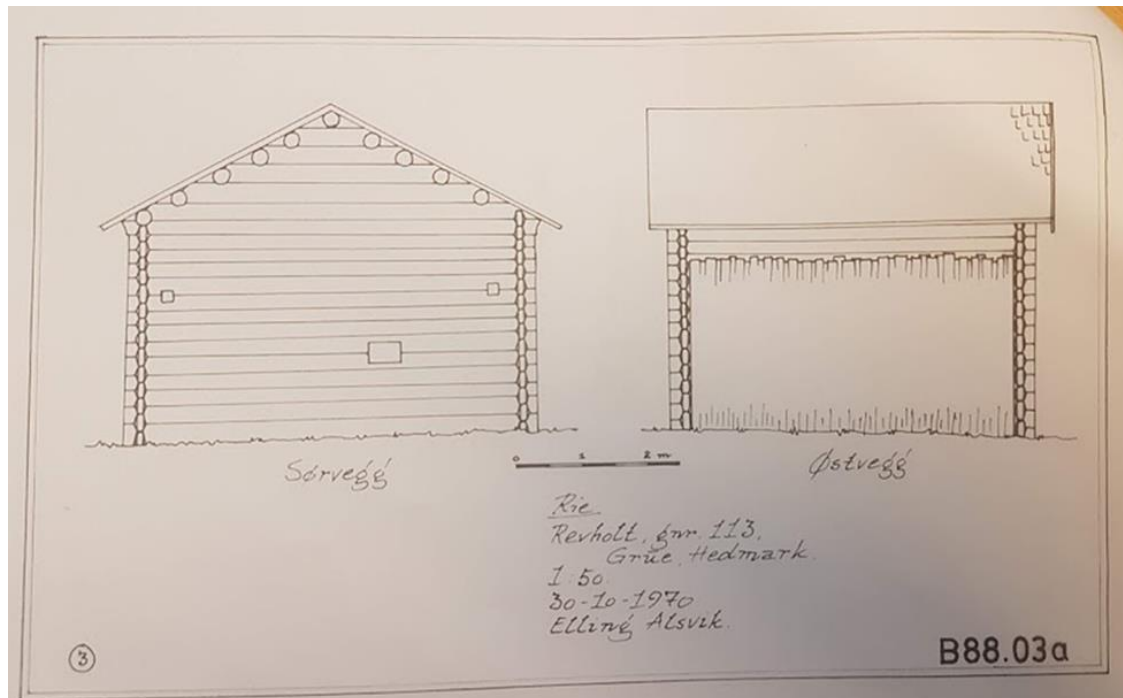 Sørvegg
0 1 2 m
Østvegg
Rie
Revholt, gnr. 113,
Grue, Hedmark.
1:50.
30-10-1970
Elling Alsvik.
3
B88.03a